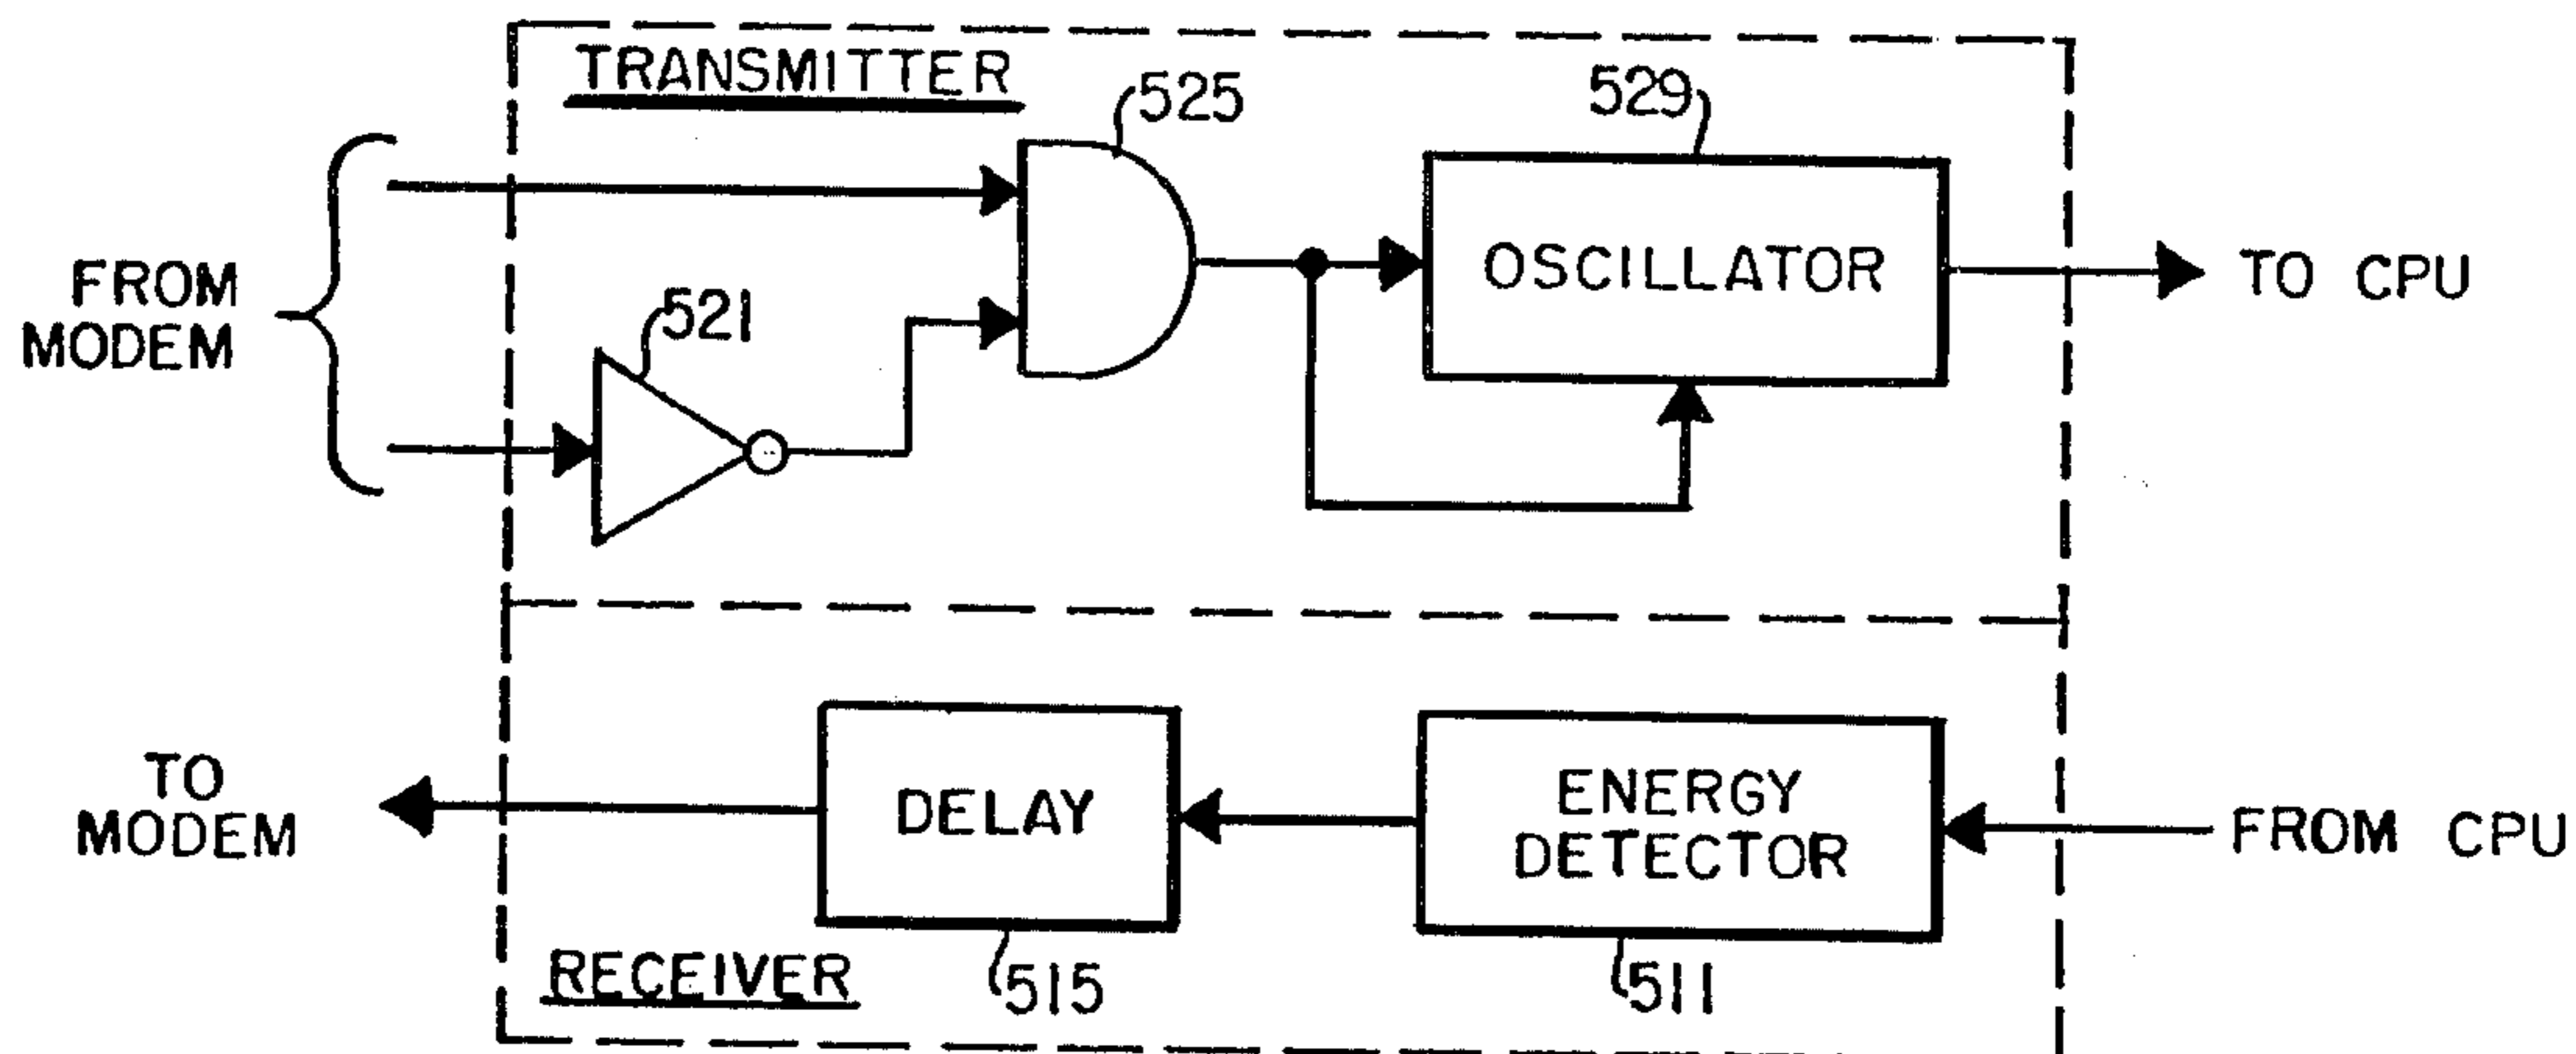 TRANSMITTER
525
529
FROM
MODEM
521
OSCILLATOR
TO CPU
TO
MODEM
DELAY
ENERGY
DETECTOR
FROM CPU
RECEIVER
515
511